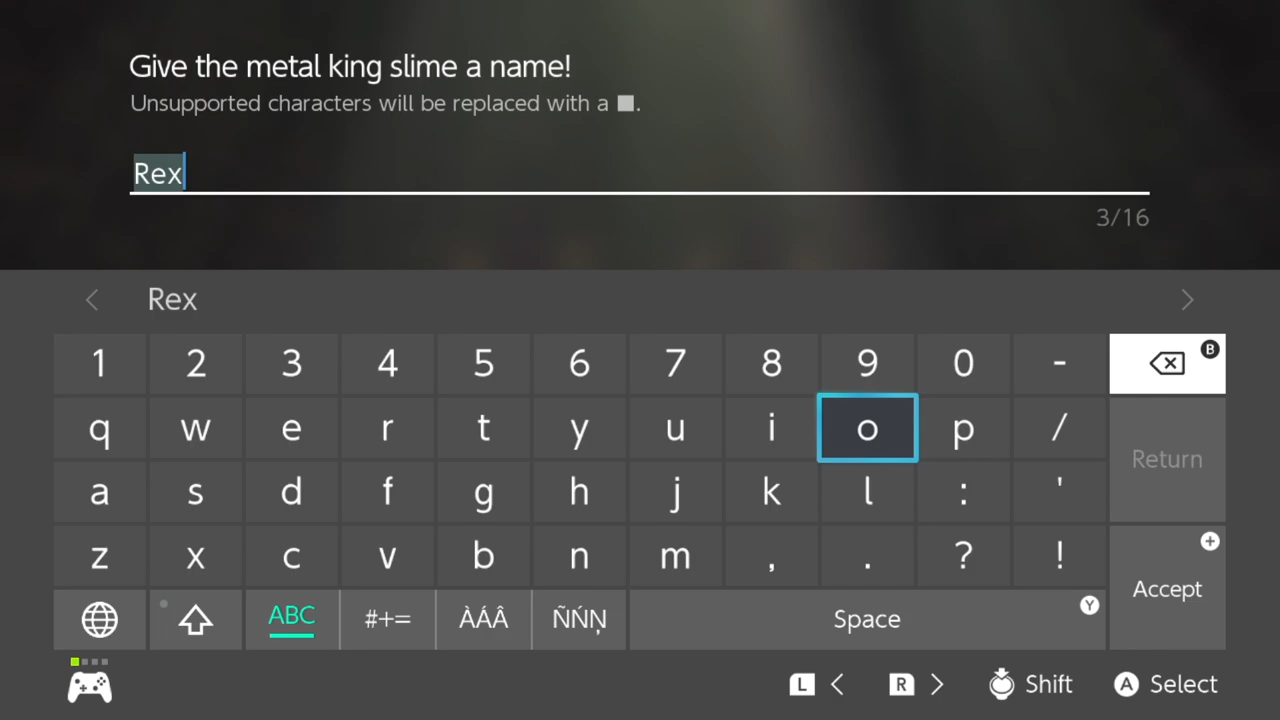 Give the metal king slime a name!
Unsupported characters will be replaced with a ■.
Rex
3/16
< Rex >
1 2 3 4 5 6 7 8 9 0 - B
q w e r t y u i o p / Return
a s d f g h j k l : '
z x c v b n m , . ? ! + Accept
ABC #+= ÀÁÂ ÑŃŅ Space Y
L < R > Shift A Select